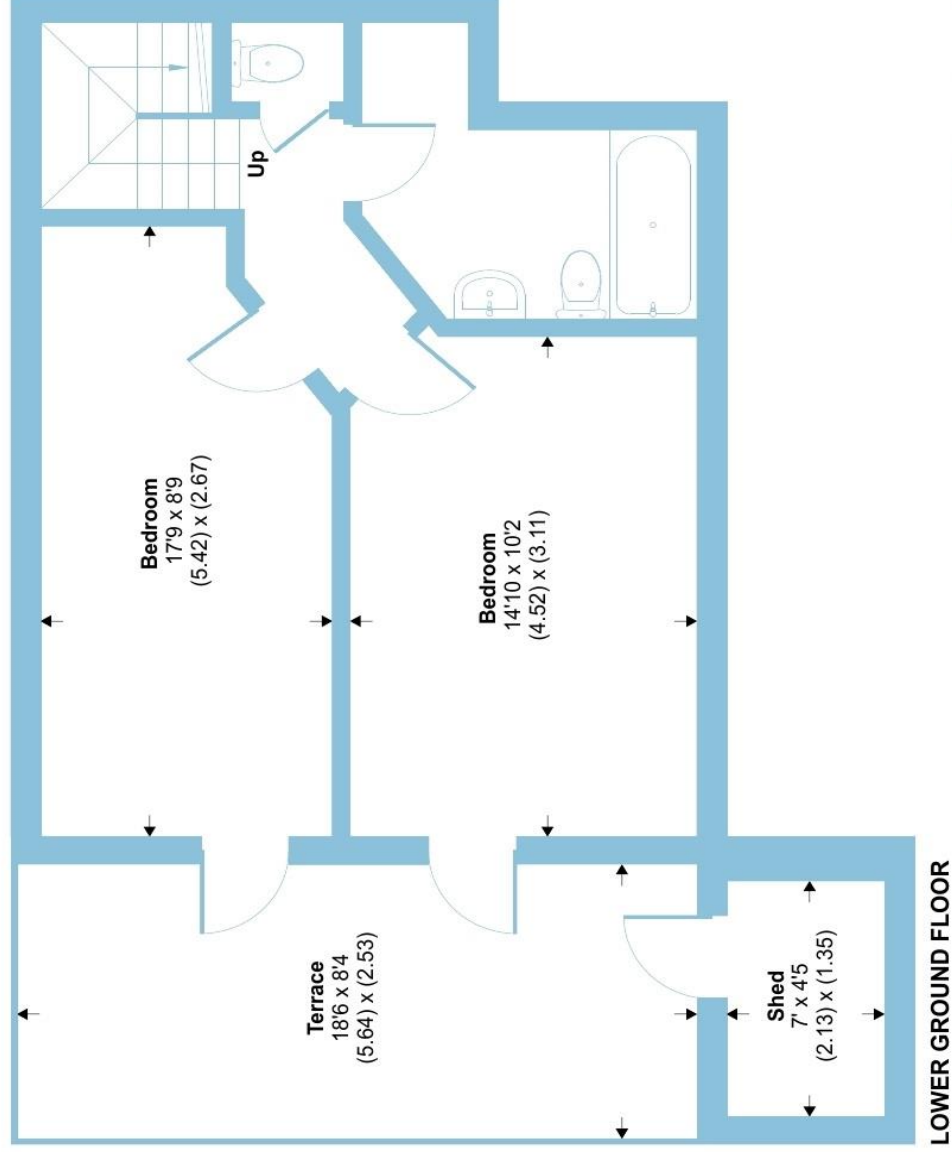 Up
Bedroom
17'9 x 8'9
(5.42) x (2.67)
Bedroom
14'10 x 10'2
(4.52) x (3.11)
Terrace
18'6 x 8'4
(5.64) x (2.53)
Shed
7' x 4'5
(2.13) x (1.35)
LOWER GROUND FLOOR